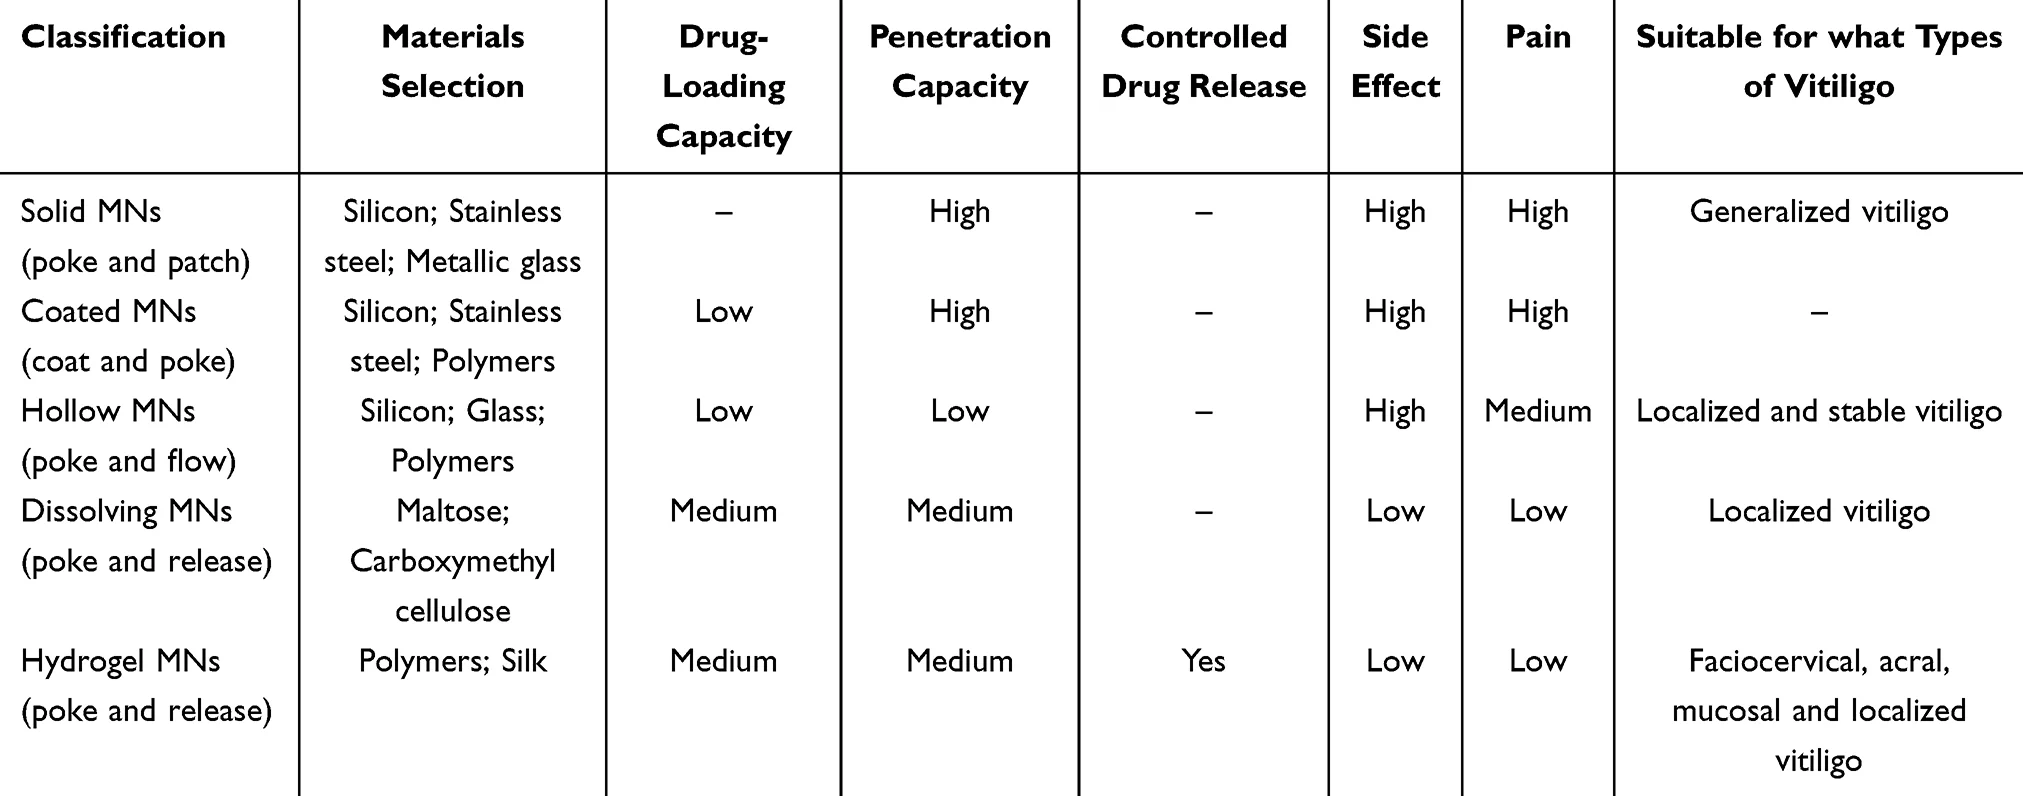 Classification | Materials Selection | Drug-Loading Capacity | Penetration Capacity | Controlled Drug Release | Side Effect | Pain | Suitable for what Types of Vitiligo
Solid MNs (poke and patch) | Silicon; Stainless steel; Metallic glass | – | High | – | High | High | Generalized vitiligo
Coated MNs (coat and poke) | Silicon; Stainless steel; Polymers | Low | High | – | High | High | –
Hollow MNs (poke and flow) | Silicon; Glass; Polymers | Low | Low | – | High | Medium | Localized and stable vitiligo
Dissolving MNs (poke and release) | Maltose; Carboxymethyl cellulose | Medium | Medium | – | Low | Low | Localized vitiligo
Hydrogel MNs (poke and release) | Polymers; Silk | Medium | Medium | Yes | Low | Low | Faciocervical, acral, mucosal and localized vitiligo